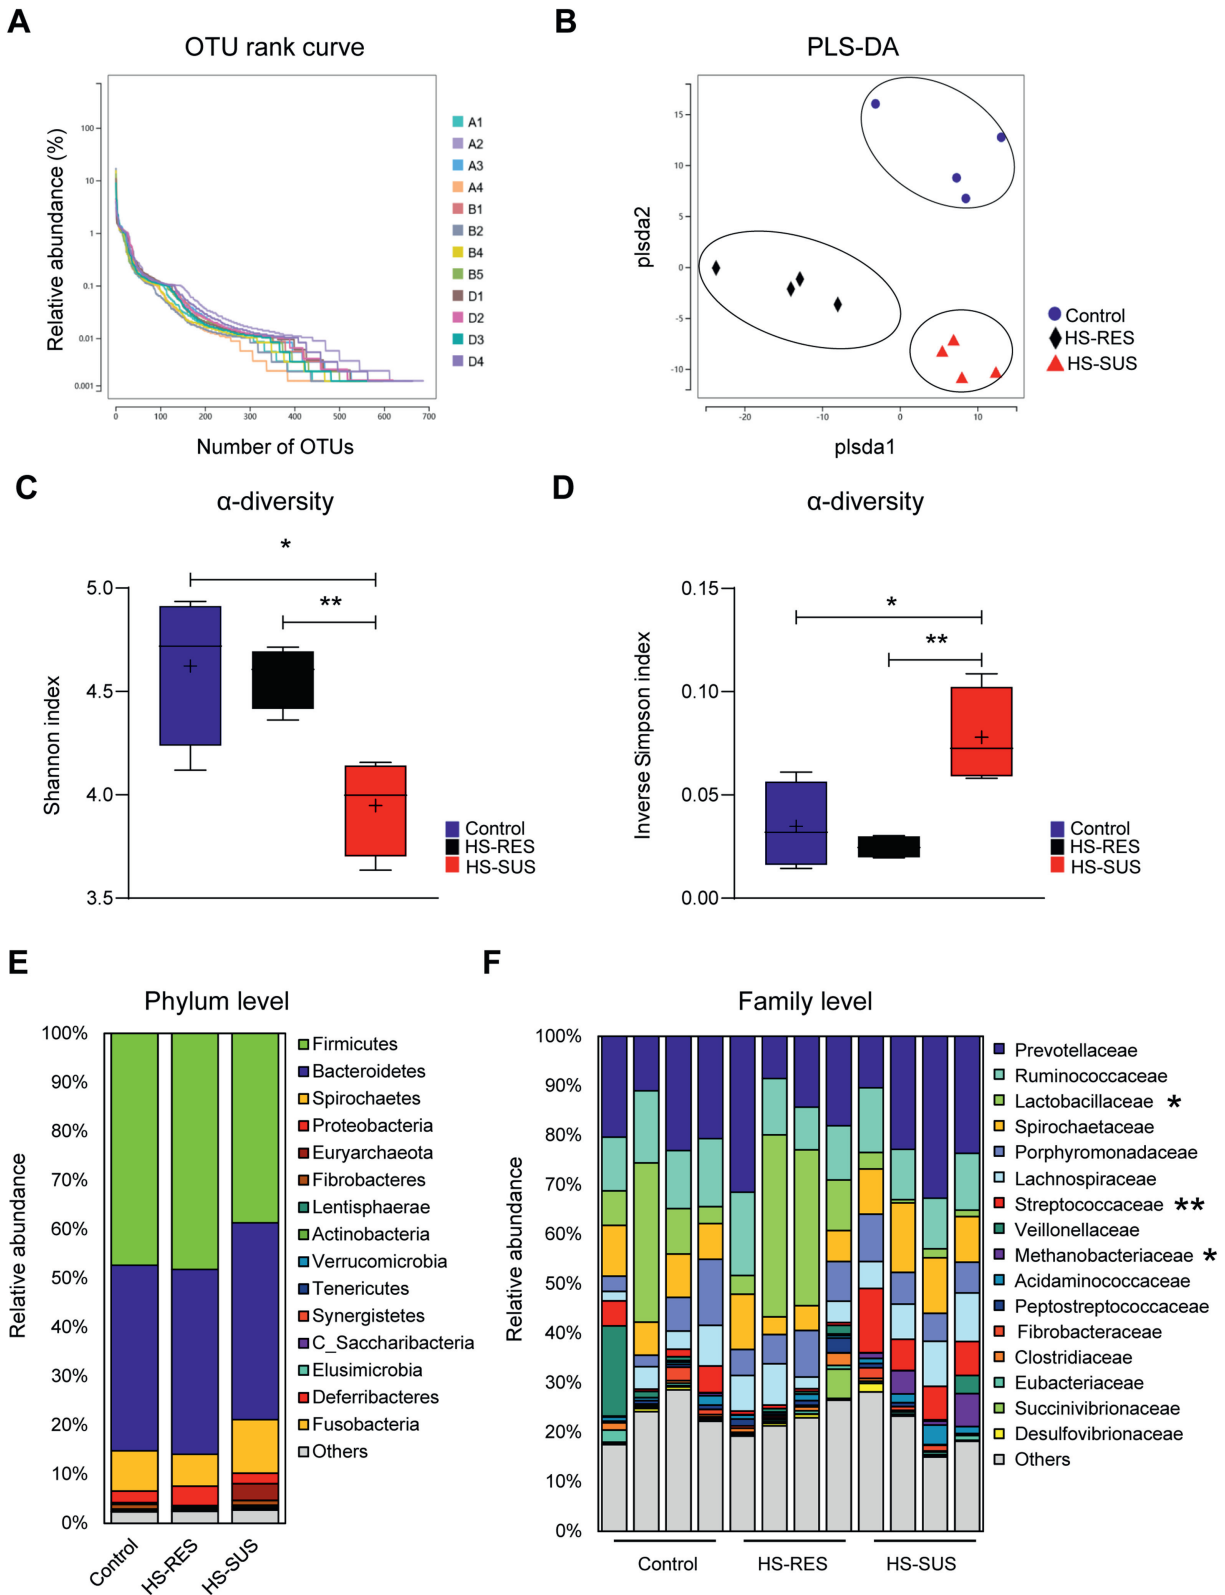 A
OTU rank curve
Relative abundance (%)
100
10
1
0.1
0.01
0.001
0
100
200
300
400
500
600
700
Number of OTUs
A1
A2
A3
A4
B1
B2
B4
B5
D1
D2
D3
D4
B
PLS-DA
plsda2
15
10
5
0
-5
-10
-20
-10
0
10
plsda1
Control
HS-RES
HS-SUS
C
α-diversity
Shannon index
5.0
4.5
4.0
3.5
*
**
Control
HS-RES
HS-SUS
D
α-diversity
Inverse Simpson index
0.15
0.10
0.05
0.00
*
**
Control
HS-RES
HS-SUS
E
Phylum level
Relative abundance
100%
90%
80%
70%
60%
50%
40%
30%
20%
10%
0%
Control
HS-RES
HS-SUS
Firmicutes
Bacteroidetes
Spirochaetes
Proteobacteria
Euryarchaeota
Fibrobacteres
Lentisphaerae
Actinobacteria
Verrucomicrobia
Tenericutes
Synergistetes
C_Saccharibacteria
Elusimicrobia
Deferribacteres
Fusobacteria
Others
F
Family level
Relative abundance
100%
90%
80%
70%
60%
50%
40%
30%
20%
10%
0%
Control
HS-RES
HS-SUS
Prevotellaceae
Ruminococcaceae
Lactobacillaceae *
Spirochaetaceae
Porphyromonadaceae
Lachnospiraceae
Streptococcaceae **
Veillonellaceae
Methanobacteriaceae *
Acidaminococcaceae
Peptostreptococcaceae
Fibrobacteraceae
Clostridiaceae
Eubacteriaceae
Succinivibrionaceae
Desulfovibrionaceae
Others